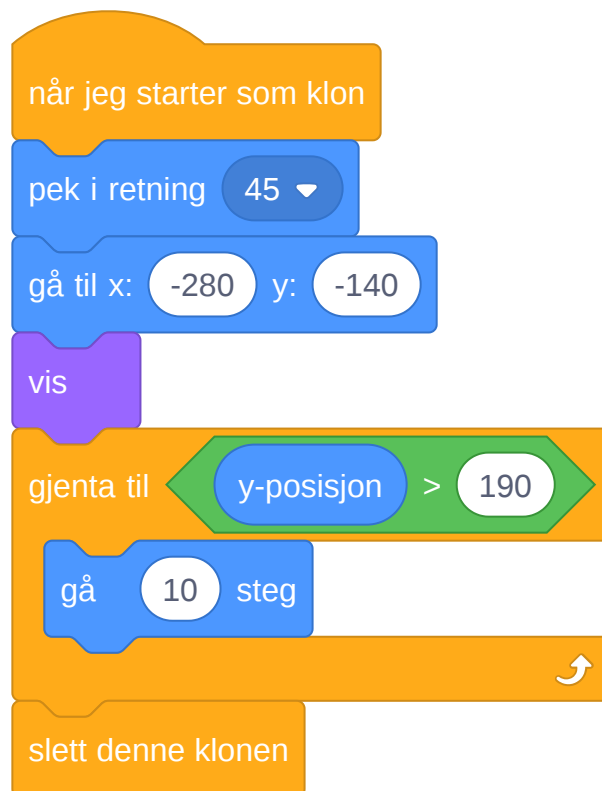 når jeg starter som klon
pek i retning 45
gå til x: -280 y: -140
vis
gjenta til y-posisjon > 190
gå 10 steg
slett denne klonen